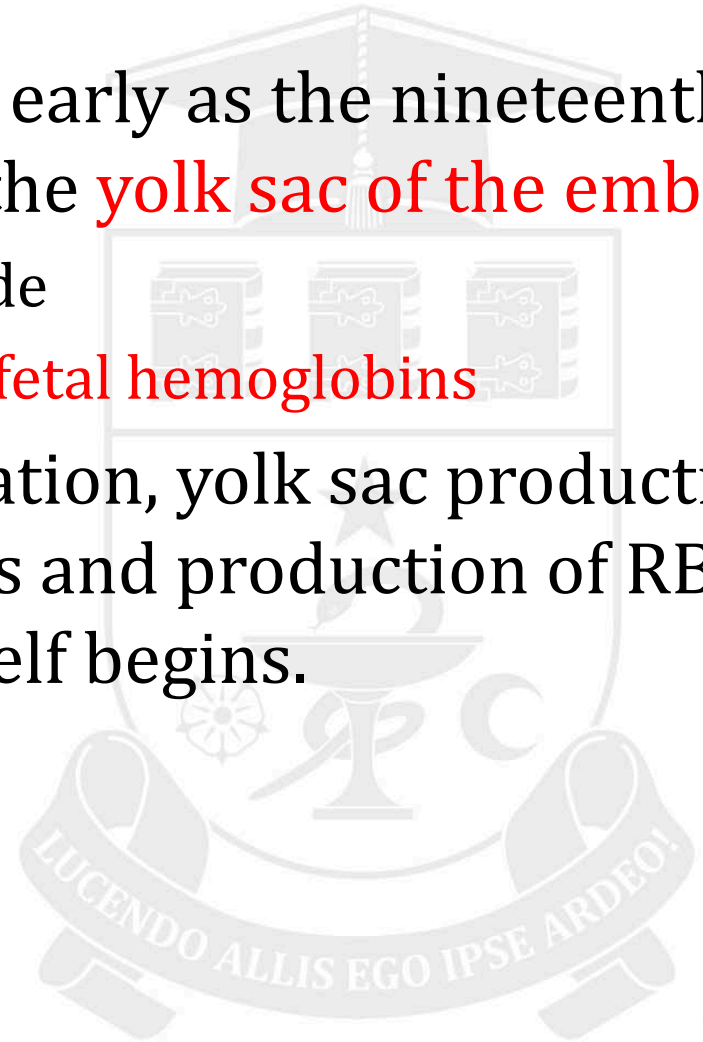 early as the nineteenth
the yolk sac of the emb
de
fetal hemoglobins
ation, yolk sac producti
s and production of RB
elf begins.
LUCENDO ALLIS EGO IPSE ARDEO!